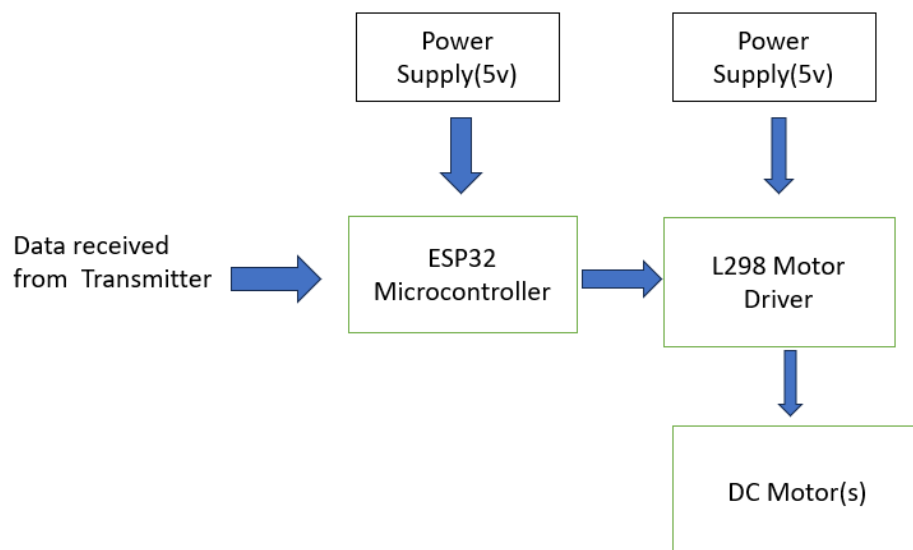 Power
Supply(5v)
Power
Supply(5v)
Data received
from Transmitter
ESP32
Microcontroller
L298 Motor
Driver
DC Motor(s)